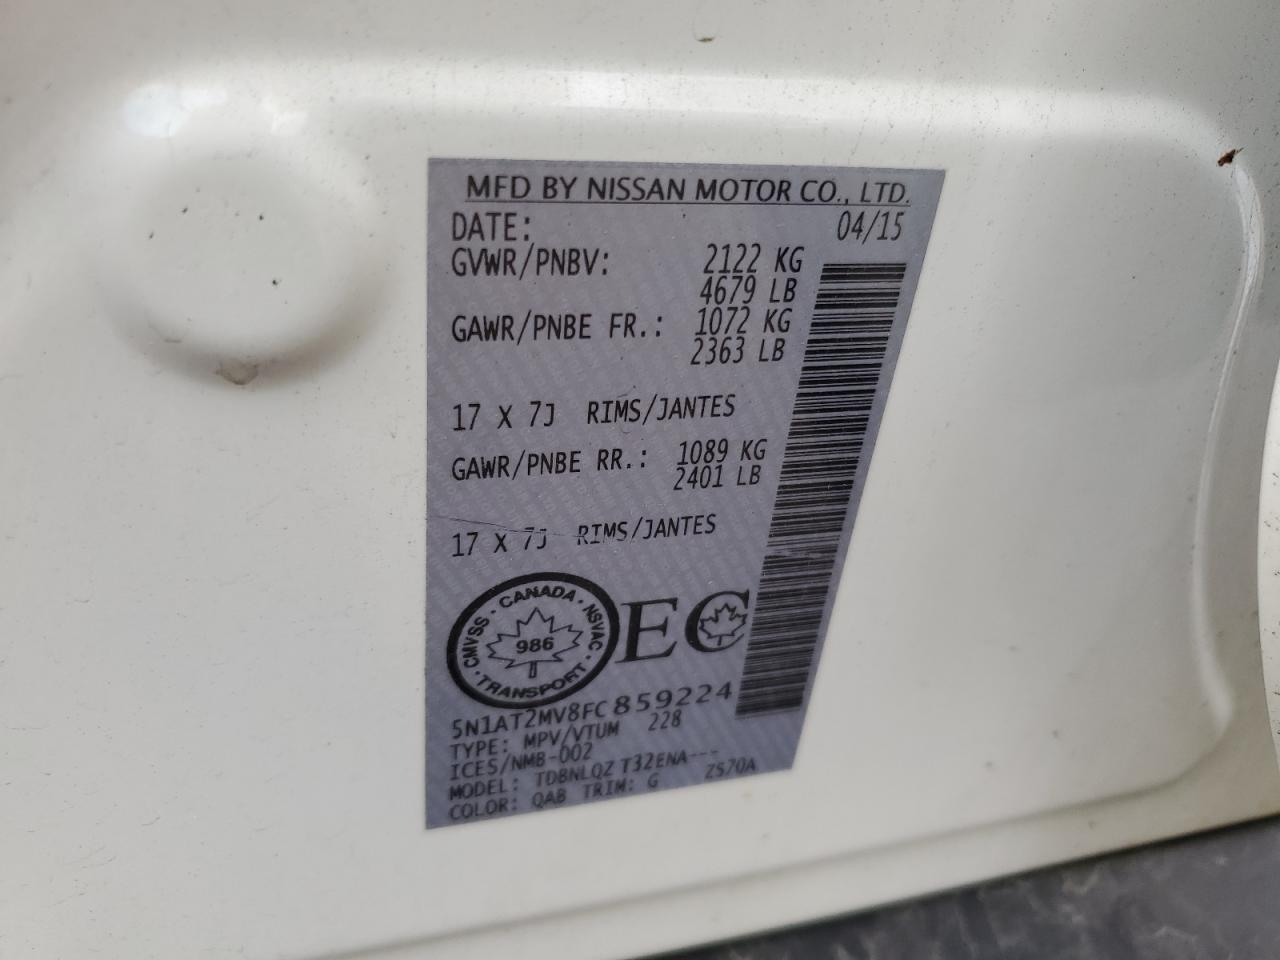 MFD BY NISSAN MOTOR CO., LTD.
DATE: 04/15
GVWR/PNBV: 2122 KG
4679 LB
GAWR/PNBE FR.: 1072 KG
2363 LB
17 X 7J RIMS/JANTES
GAWR/PNBE RR.: 1089 KG
2401 LB
17 X 7J RIMS/JANTES
CMVSS · CANADA · NSVAC · TRANSPORT ·
986
EC
5N1AT2MV8FC859224
TYPE: MPV/VTUM 228
ICES/NMB-002
MODEL: TDBNLQZ T32ENA---
COLOR: QAB TRIM: G ZS70A